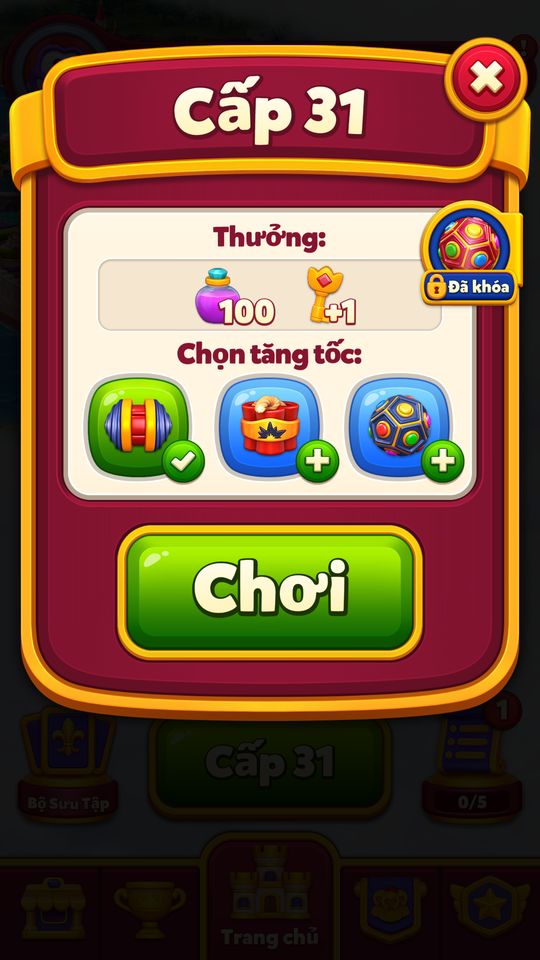 Cấp 31
Thưởng:
Đã khóa
100
+1
Chọn tăng tốc:
Chơi
1
Cấp 31
Bộ Sưu Tập
0/5
Trang chủ